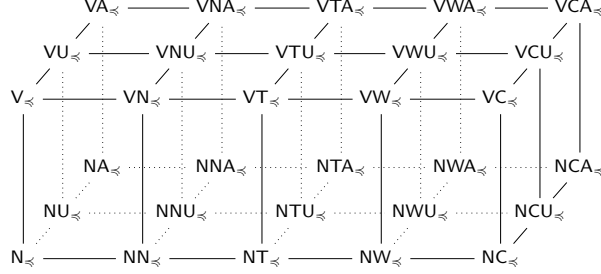 VA≼ VNA≼ VTA≼ VWA≼ VCA≼
VU≼ VNU≼ VTU≼ VWU≼ VCU≼
V≼ VN≼ VT≼ VW≼ VC≼
NA≼ NNA≼ NTA≼ NWA≼ NCA≼
NU≼ NNU≼ NTU≼ NWU≼ NCU≼
N≼ NN≼ NT≼ NW≼ NC≼